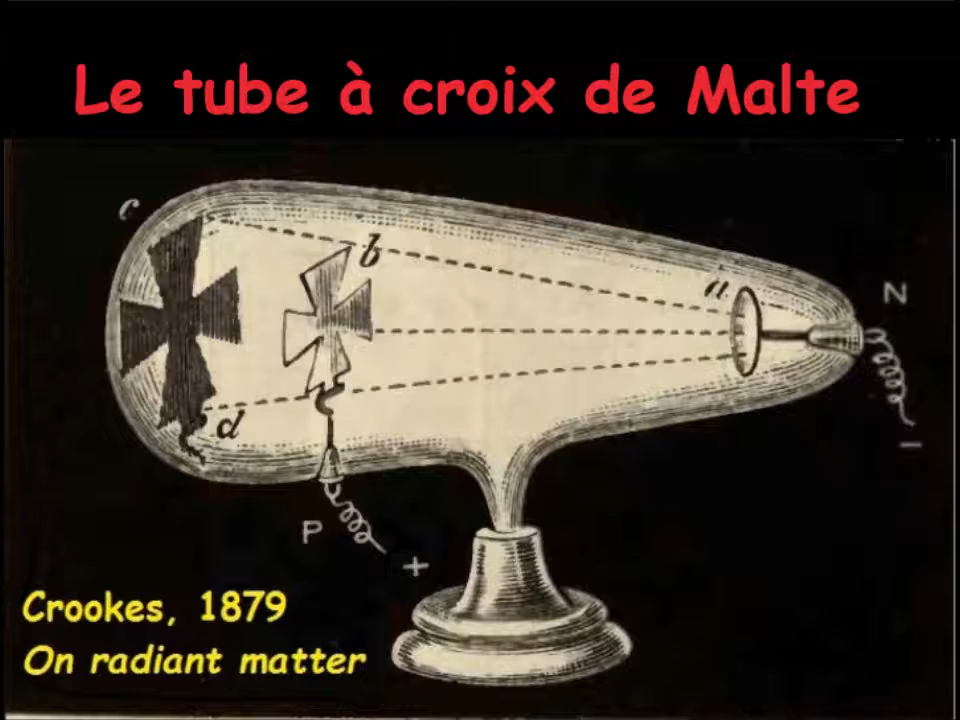 Le tube à croix de Malte
c
b
a
N
d
P
+
Crookes, 1879
On radiant matter